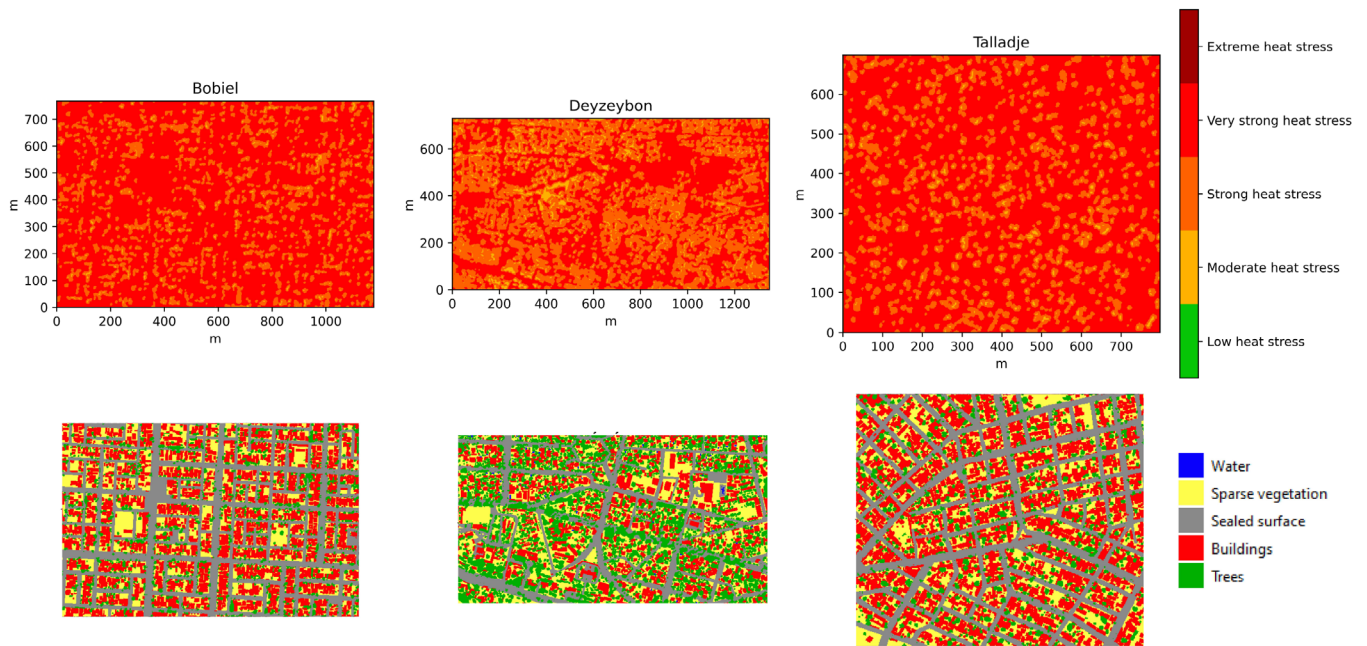 Bobiel
700
600
500
400
300
200
100
0
m
0 200 400 600 800 1000
m
Deyzeybon
600
400
200
0
m
0 200 400 600 800 1000 1200
m
Talladje
600
500
400
300
200
100
0
m
0 100 200 300 400 500 600 700
m
Extreme heat stress
Very strong heat stress
Strong heat stress
Moderate heat stress
Low heat stress
Water
Sparse vegetation
Sealed surface
Buildings
Trees